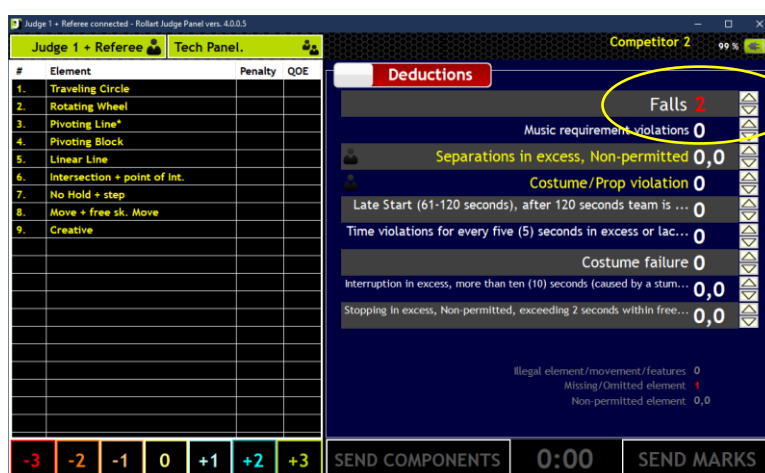 Judge 1 + Referee connected - Rollart Judge Panel vers. 4.0.0.5
Judge 1 + Referee
Tech Panel.
Competitor 2
99 %
# Element Penalty QOE
1. Traveling Circle
2. Rotating Wheel
3. Pivoting Line*
4. Pivoting Block
5. Linear Line
6. Intersection + point of Int.
7. No Hold + step
8. Move + free sk. Move
9. Creative
-3 -2 -1 0 +1 +2 +3
Deductions
Falls 2
Music requirement violations 0
Separations in excess, Non-permitted 0,0
Costume/Prop violation 0
Late Start (61-120 seconds), after 120 seconds team is ... 0
Time violations for every five (5) seconds in excess or lac... 0
Costume failure 0
Interruption in excess, more than ten (10) seconds (caused by a stum... 0,0
Stopping in excess, Non-permitted, exceeding 2 seconds within free... 0,0
Illegal element/movement/features 0
Missing/Omitted element 1
Non-permitted element 0,0
SEND COMPONENTS 0:00 SEND MARKS